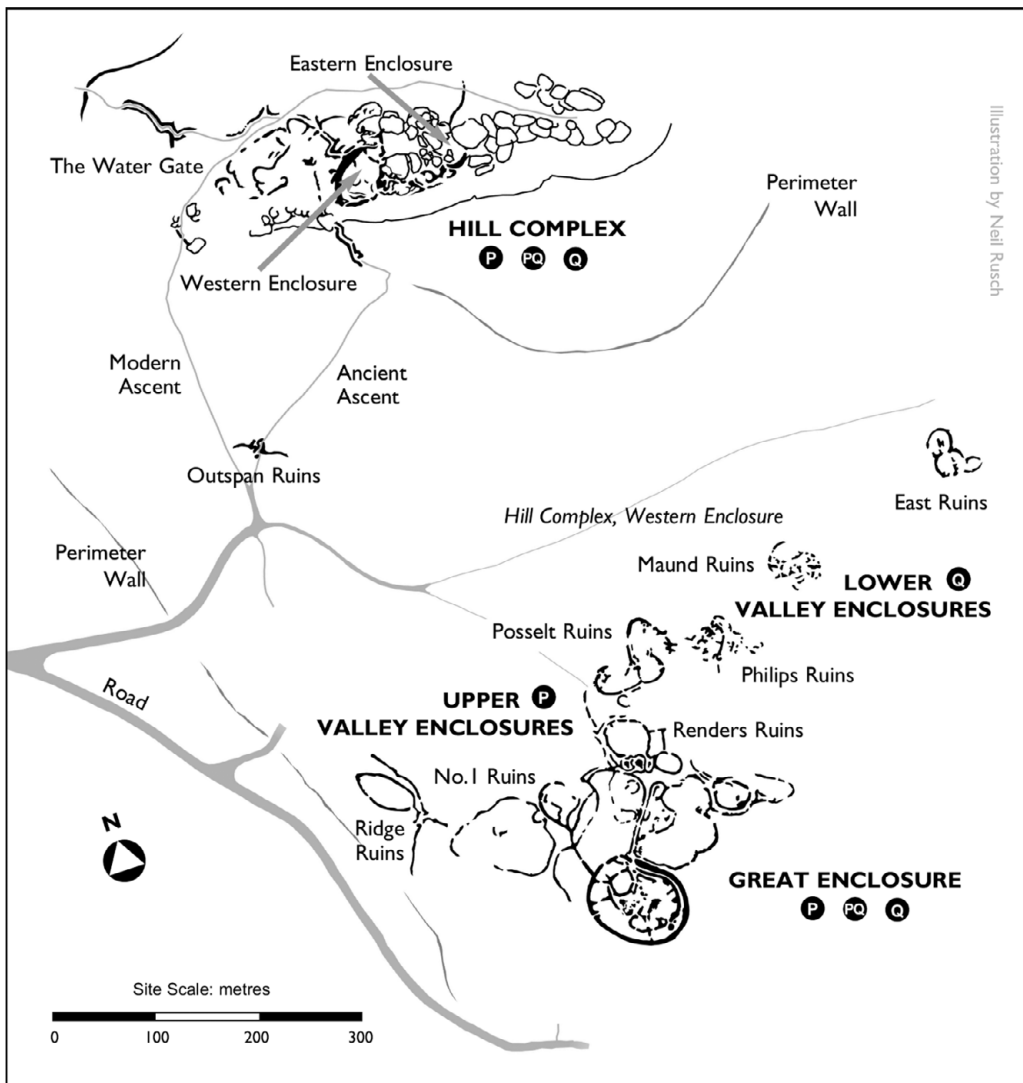 Eastern Enclosure
The Water Gate
Illustration by Neil Rusch
Perimeter
Wall
HILL COMPLEX
P PQ Q
Western Enclosure
Modern
Ascent
Ancient
Ascent
Outspan Ruins
East Ruins
Hill Complex, Western Enclosure
Perimeter
Wall
Maund Ruins
LOWER Q
VALLEY ENCLOSURES
Posselt Ruins
Philips Ruins
Road
UPPER P
VALLEY ENCLOSURES
Renders Ruins
No.1 Ruins
Ridge
Ruins
N
GREAT ENCLOSURE
P PQ Q
Site Scale: metres
0 100 200 300